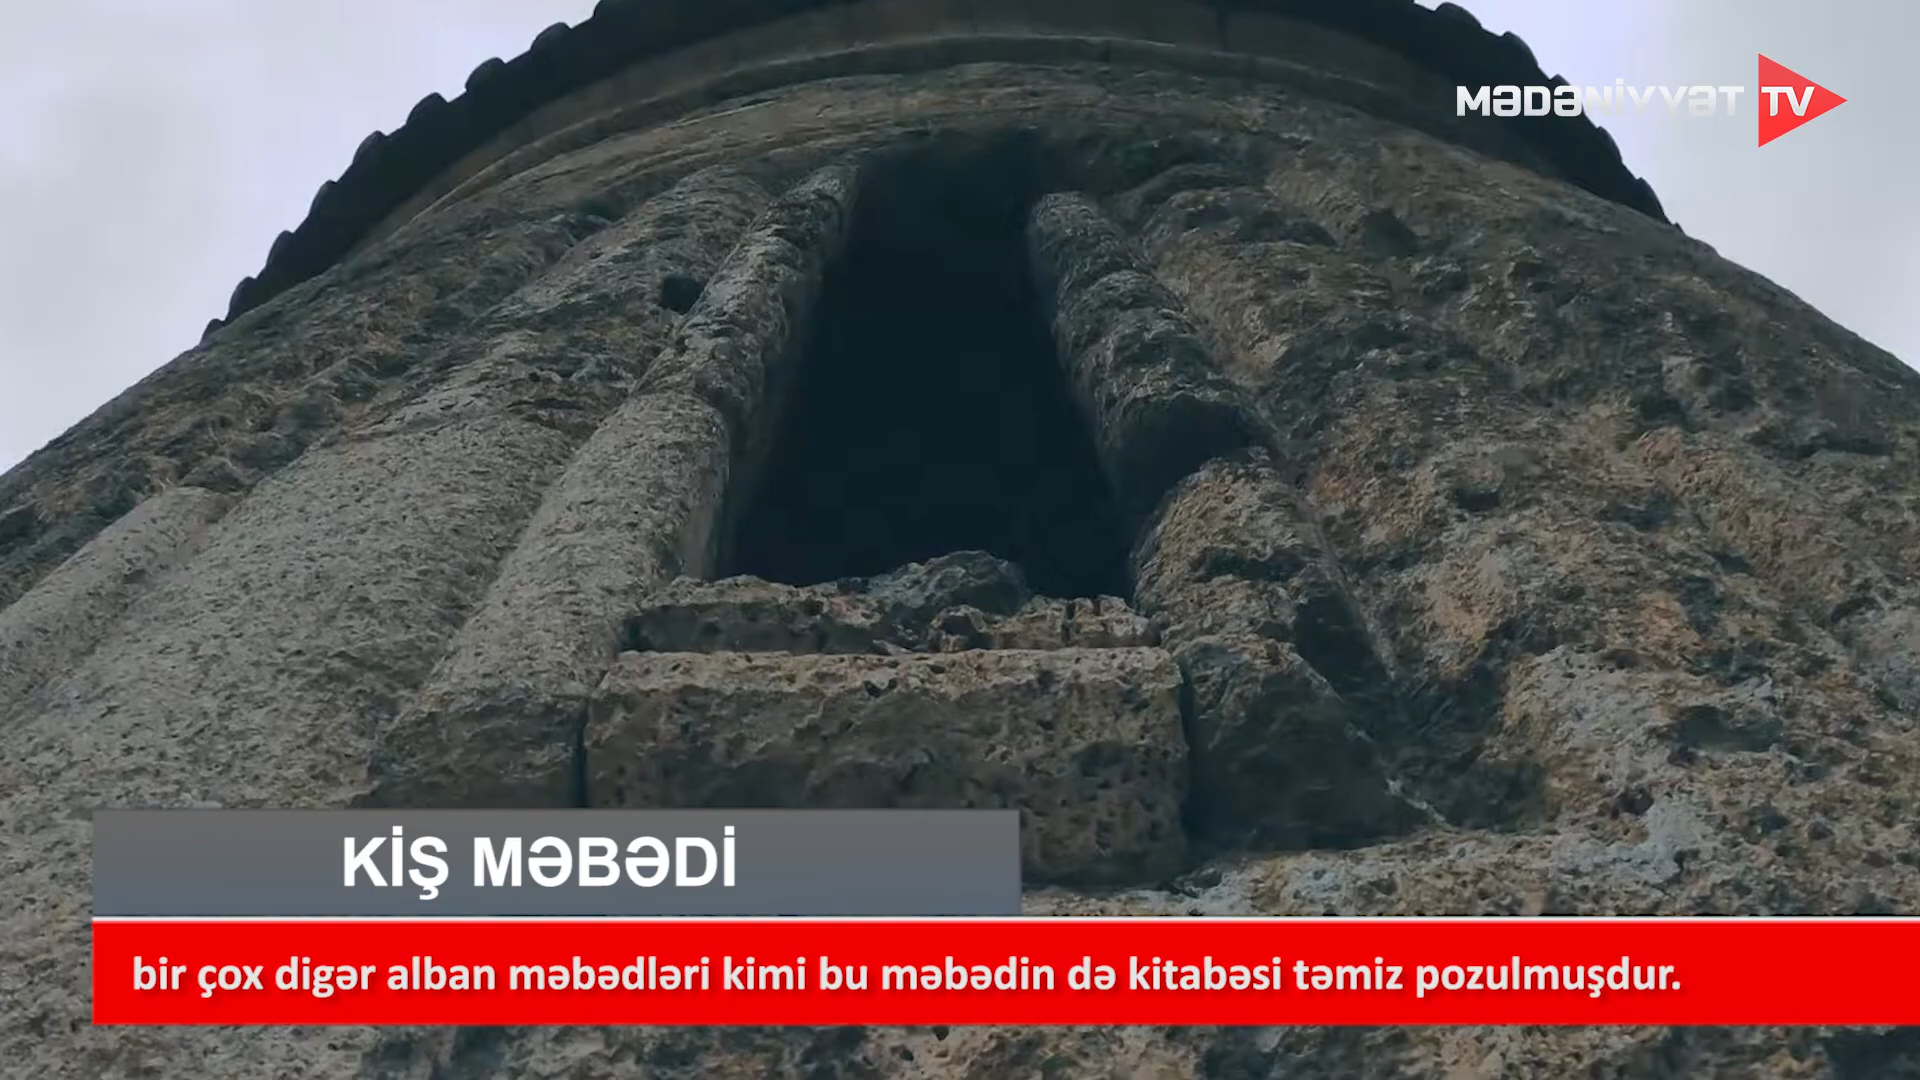 MƏDƏNİYYƏT TV
KİŞ MƏBƏDİ
bir çox digər alban məbədləri kimi bu məbədin də kitabəsi təmiz pozulmuşdur.